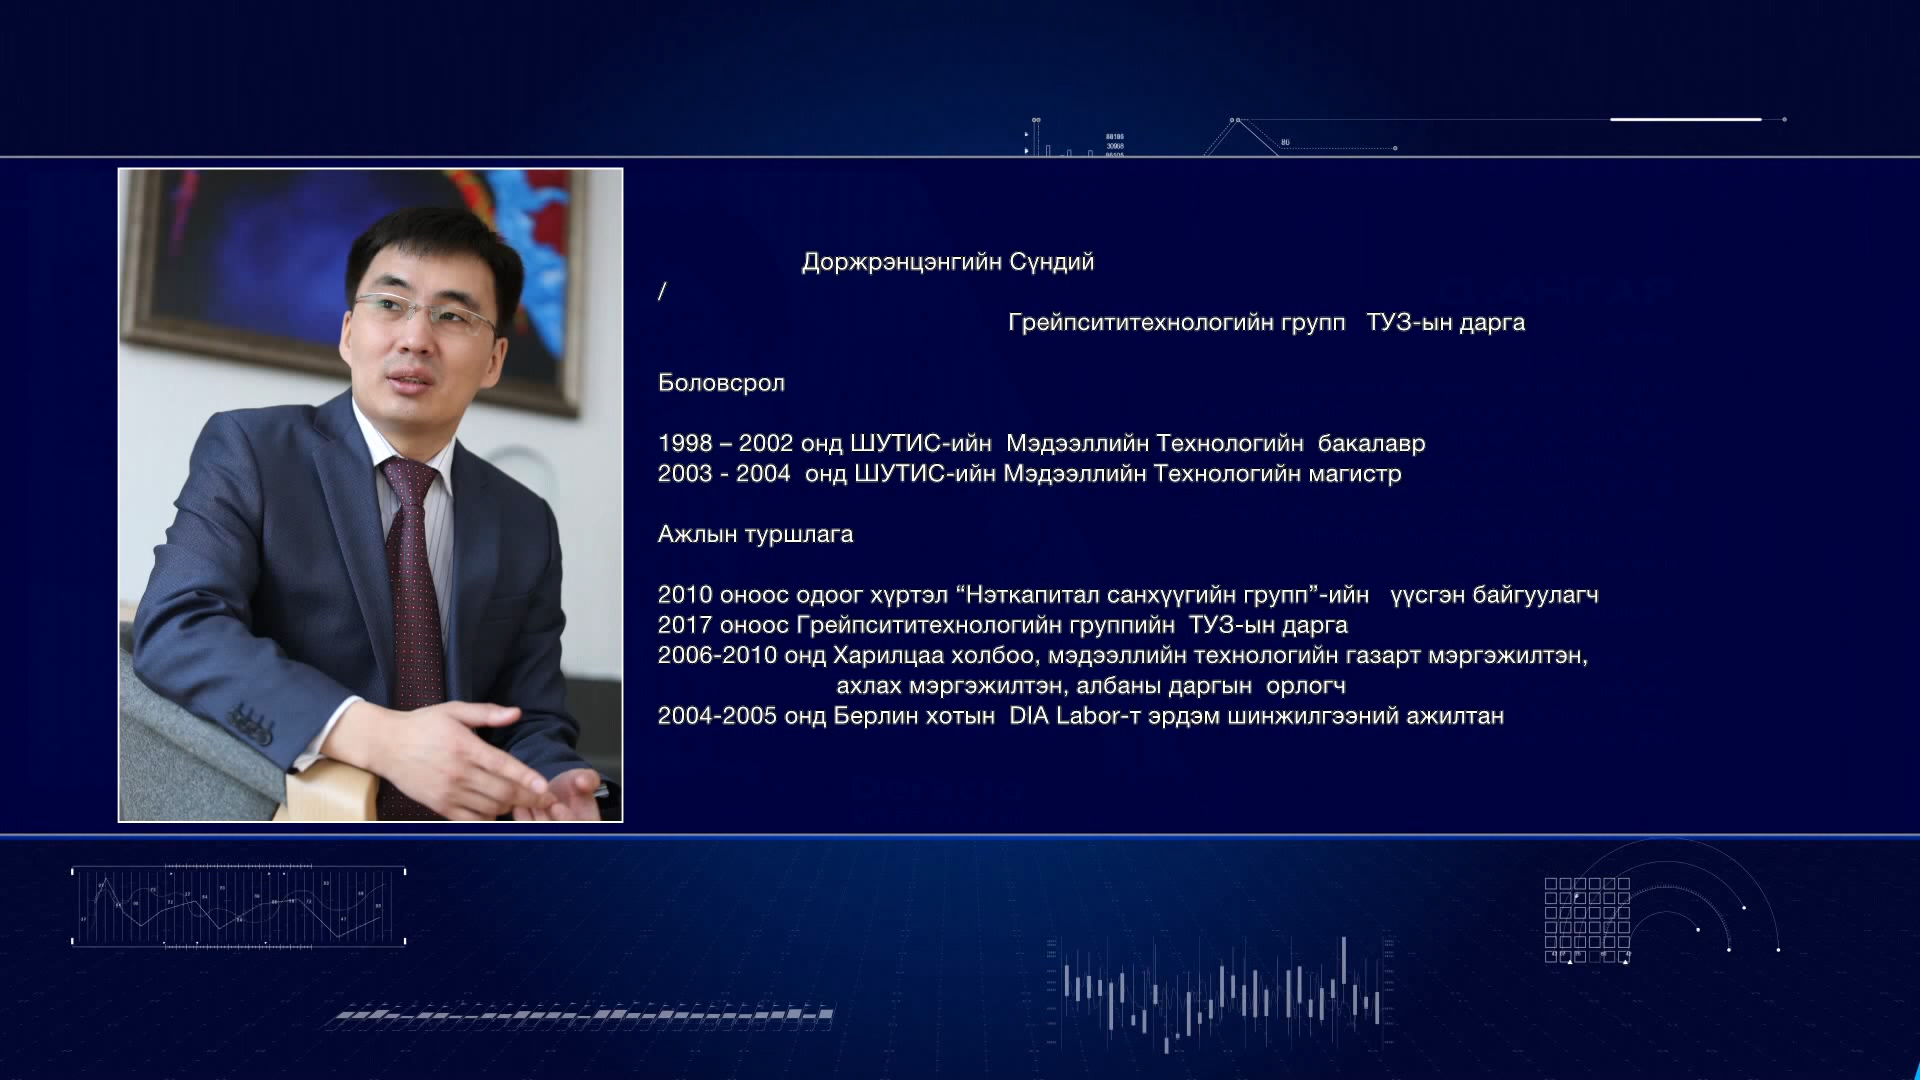 88186
30968
86
Доржрэнцэнгийн Сүндий
/
Грейпсититехнологийн групп ТУЗ-ын дарга
Боловсрол
1998 – 2002 онд ШУТИС-ийн Мэдээллийн Технологийн бакалавр
2003 - 2004 онд ШУТИС-ийн Мэдээллийн Технологийн магистр
Ажлын туршлага
2010 оноос одоог хүртэл “Нэткапитал санхүүгийн групп”-ийн үүсгэн байгуулагч
2017 оноос Грейпсититехнологийн группийн ТУЗ-ын дарга
2006-2010 онд Харилцаа холбоо, мэдээллийн технологийн газарт мэргэжилтэн,
ахлах мэргэжилтэн, албаны даргын орлогч
2004-2005 онд Берлин хотын DIA Labor-т эрдэм шинжилгээний ажилтан